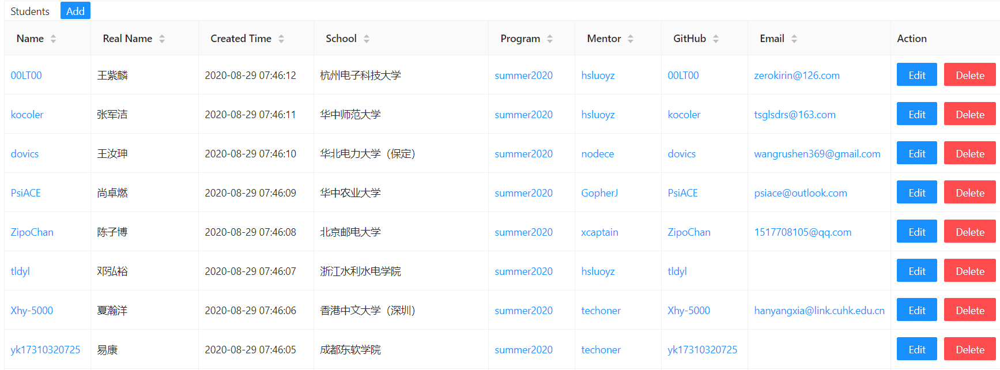 Students Add
Name Real Name Created Time School Program Mentor GitHub Email Action
00LT00 王紫麟 2020-08-29 07:46:12 杭州电子科技大学 summer2020 hsluoyz 00LT00 zerokirin@126.com Edit Delete
kocoler 张军洁 2020-08-29 07:46:11 华中师范大学 summer2020 hsluoyz kocoler tsglsdrs@163.com Edit Delete
dovics 王汝珅 2020-08-29 07:46:10 华北电力大学（保定） summer2020 nodece dovics wangrushen369@gmail.com Edit Delete
PsiACE 尚卓燃 2020-08-29 07:46:09 华中农业大学 summer2020 GopherJ PsiACE psiace@outlook.com Edit Delete
ZipoChan 陈子博 2020-08-29 07:46:08 北京邮电大学 summer2020 xcaptain ZipoChan 1517708105@qq.com Edit Delete
tldyl 邓弘裕 2020-08-29 07:46:07 浙江水利水电学院 summer2020 hsluoyz tldyl Edit Delete
Xhy-5000 夏瀚洋 2020-08-29 07:46:06 香港中文大学（深圳） summer2020 techoner Xhy-5000 hanyangxia@link.cuhk.edu.cn Edit Delete
yk17310320725 易康 2020-08-29 07:46:05 成都东软学院 summer2020 techoner yk17310320725 Edit Delete